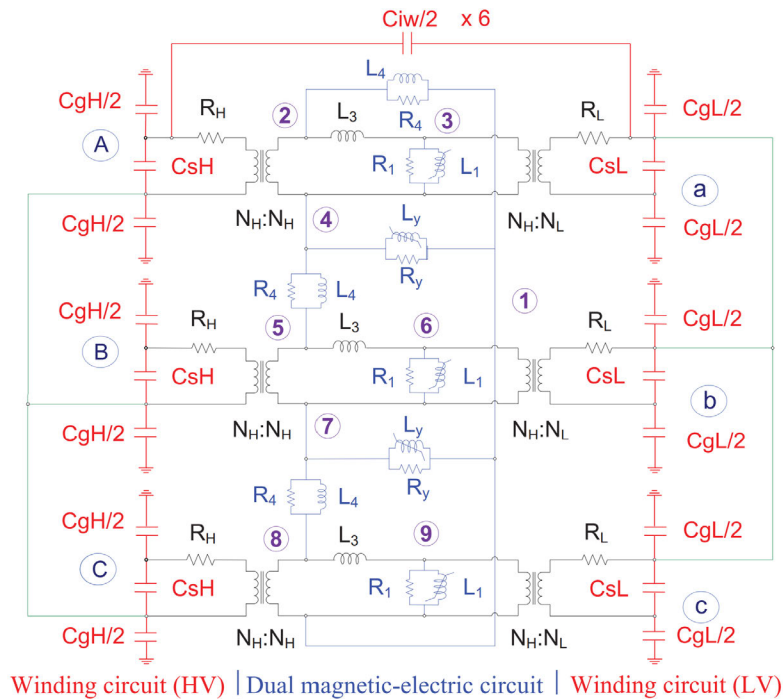 Ciw/2 x 6
L4
CgH/2 RH 2 L3 R4 3 RL CgL/2
A CsH R1 L1 CsL a
CgH/2 NH:NH 4 Ly NH:NL CgL/2
Ry
R4 L4 1
CgH/2 RH 5 L3 6 RL CgL/2
B CsH R1 L1 CsL b
CgH/2 NH:NH 7 Ly NH:NL CgL/2
Ry
R4 L4
CgH/2 RH 8 L3 9 RL CgL/2
C CsH R1 L1 CsL c
CgH/2 NH:NH NH:NL CgL/2
Winding circuit (HV) | Dual magnetic-electric circuit | Winding circuit (LV)